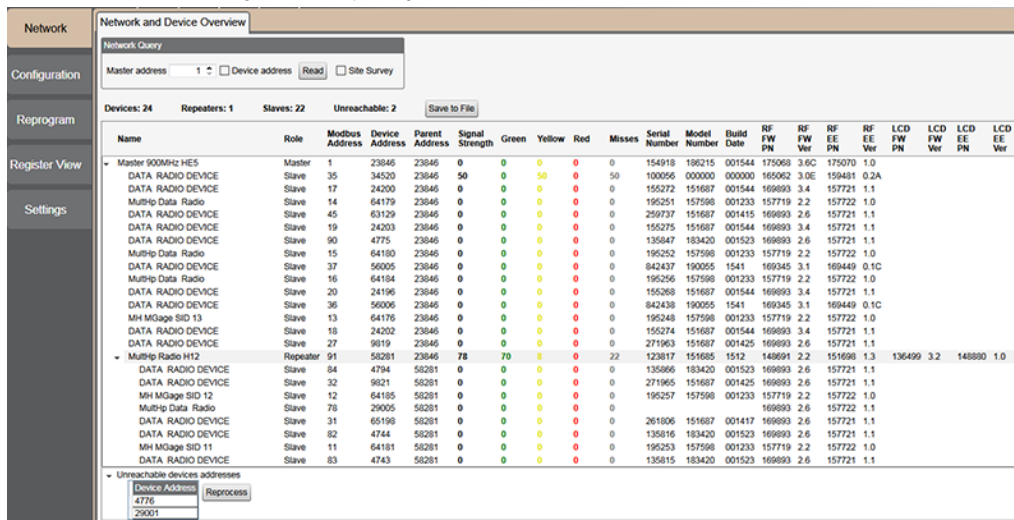 Network
Configuration
Reprogram
Register View
Settings
Network and Device Overview
Network Query
Master address 1 Device address Read Site Survey
Devices: 24 Repeaters: 1 Slaves: 22 Unreachable: 2 Save to File
Name Role Modbus Address Device Address Parent Address Signal Strength Green Yellow Red Misses Serial Number Model Number Build Date RF FW PN RF FW Ver RF EE PN RF EE Ver LCD FW PN LCD FW Ver LCD EE PN LCD EE Ver
Master 900MHz HE5 Master 1 23846 23846 0 0 0 0 0 154918 186215 001544 175068 3.6C 175070 1.0
DATA RADIO DEVICE Slave 35 34520 23846 50 0 50 0 50 100056 000000 000000 165062 3.0E 159481 0.2A
DATA RADIO DEVICE Slave 17 24200 23846 0 0 0 0 0 155272 151687 001544 169893 3.4 157721 1.1
MultHp Data Radio Slave 14 64179 23846 0 0 0 0 0 195251 157598 001233 157719 2.2 157722 1.0
DATA RADIO DEVICE Slave 45 63129 23846 0 0 0 0 0 259737 151687 001415 169893 2.6 157721 1.1
DATA RADIO DEVICE Slave 19 24203 23846 0 0 0 0 0 155275 151687 001544 169893 3.4 157721 1.1
DATA RADIO DEVICE Slave 90 4775 23846 0 0 0 0 0 135847 183420 001523 169893 2.6 157721 1.1
MultHp Data Radio Slave 15 64180 23846 0 0 0 0 0 195252 157598 001233 157719 2.2 157722 1.0
DATA RADIO DEVICE Slave 37 56005 23846 0 0 0 0 0 842437 190055 1541 169345 3.1 169449 0.1C
MultHp Data Radio Slave 16 64184 23846 0 0 0 0 0 195256 157598 001233 157719 2.2 157722 1.0
DATA RADIO DEVICE Slave 20 24196 23846 0 0 0 0 0 155268 151687 001544 169893 3.4 157721 1.1
DATA RADIO DEVICE Slave 36 56006 23846 0 0 0 0 0 842438 190055 1541 169345 3.1 169449 0.1C
MH MGage SID 13 Slave 13 64176 23846 0 0 0 0 0 195248 157598 001233 157719 2.2 157722 1.0
DATA RADIO DEVICE Slave 18 24202 23846 0 0 0 0 0 155274 151687 001544 169893 3.4 157721 1.1
DATA RADIO DEVICE Slave 27 9819 23846 0 0 0 0 0 271963 151687 001425 169893 2.6 157721 1.1
MultHp Radio H12 Repeater 91 58281 23846 78 70 8 0 22 123817 151685 1512 148691 2.2 151698 1.3 136499 3.2 148880 1.0
DATA RADIO DEVICE Slave 84 4794 58281 0 0 0 0 0 135866 183420 001523 169893 2.6 157721 1.1
DATA RADIO DEVICE Slave 32 9821 58281 0 0 0 0 0 271965 151687 001425 169893 2.6 157721 1.1
MH MGage SID 12 Slave 12 64185 58281 0 0 0 0 0 195257 157598 001233 157719 2.2 157722 1.0
MultHp Data Radio Slave 78 29005 58281 0 0 0 0 0 169893 2.6 157722 1.1
DATA RADIO DEVICE Slave 31 65198 58281 0 0 0 0 0 261806 151687 001417 169893 2.6 157721 1.1
DATA RADIO DEVICE Slave 82 4744 58281 0 0 0 0 0 135816 183420 001523 169893 2.6 157721 1.1
MH MGage SID 11 Slave 11 64181 58281 0 0 0 0 0 195253 157598 001233 157719 2.2 157722 1.0
DATA RADIO DEVICE Slave 83 4743 58281 0 0 0 0 0 135815 183420 001523 169893 2.6 157721 1.1
Unreachable devices addresses
Device Address Reprocess
4776
29001